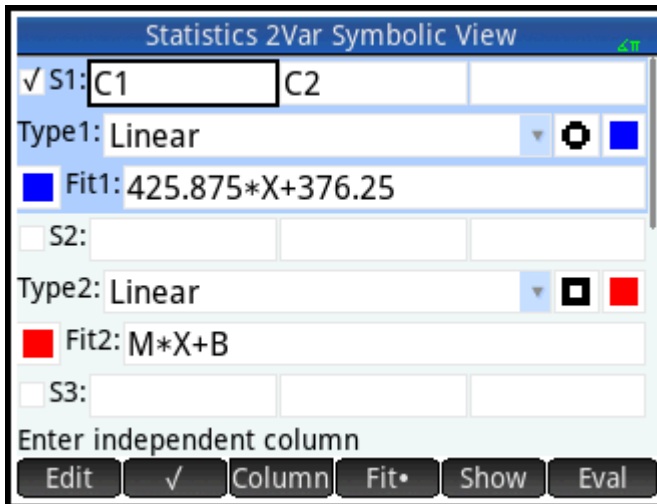 Statistics 2Var Symbolic View
∡π
√ S1: C1 C2
Type1: Linear
Fit1: 425.875*X+376.25
S2:
Type2: Linear
Fit2: M*X+B
S3:
Enter independent column
Edit √ Column Fit• Show Eval